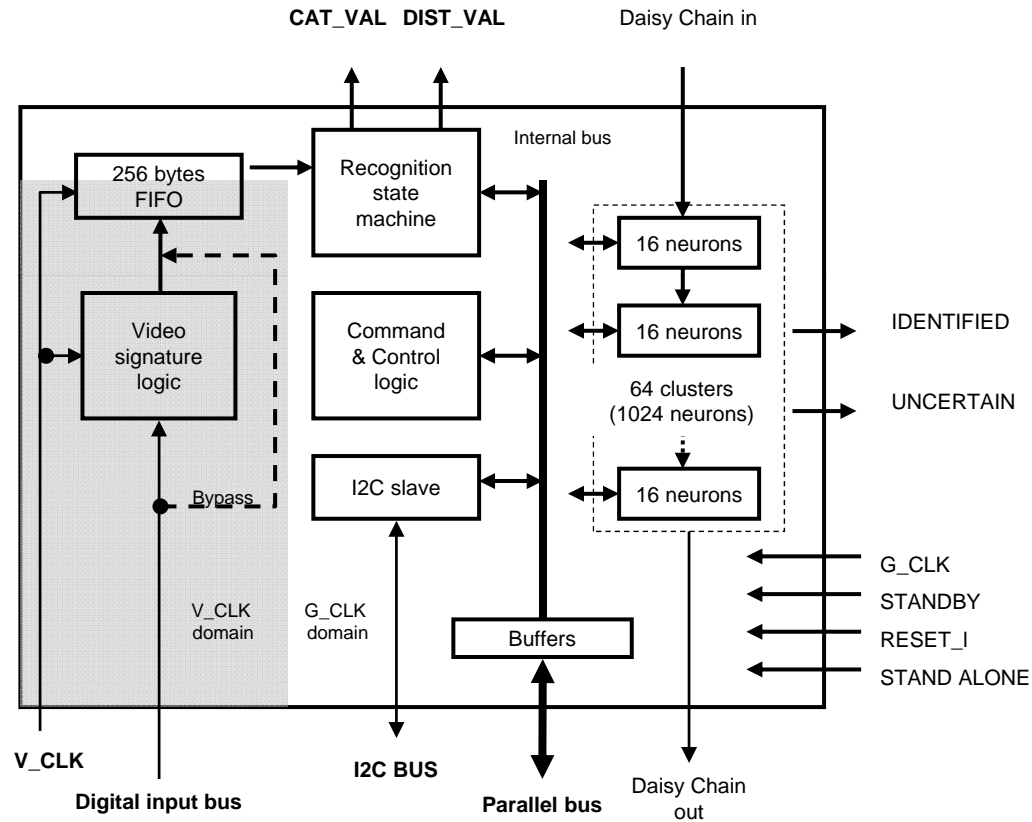 CAT_VAL DIST_VAL Daisy Chain in
Internal bus
256 bytes
FIFO
Recognition
state
machine
16 neurons
16 neurons
64 clusters
(1024 neurons)
16 neurons
IDENTIFIED
UNCERTAIN
Video
signature
logic
Command
& Control
logic
I2C slave
Bypass
V_CLK
domain
G_CLK
domain
Buffers
G_CLK
STANDBY
RESET_l
STAND ALONE
V_CLK
Digital input bus
I2C BUS
Parallel bus
Daisy Chain
out